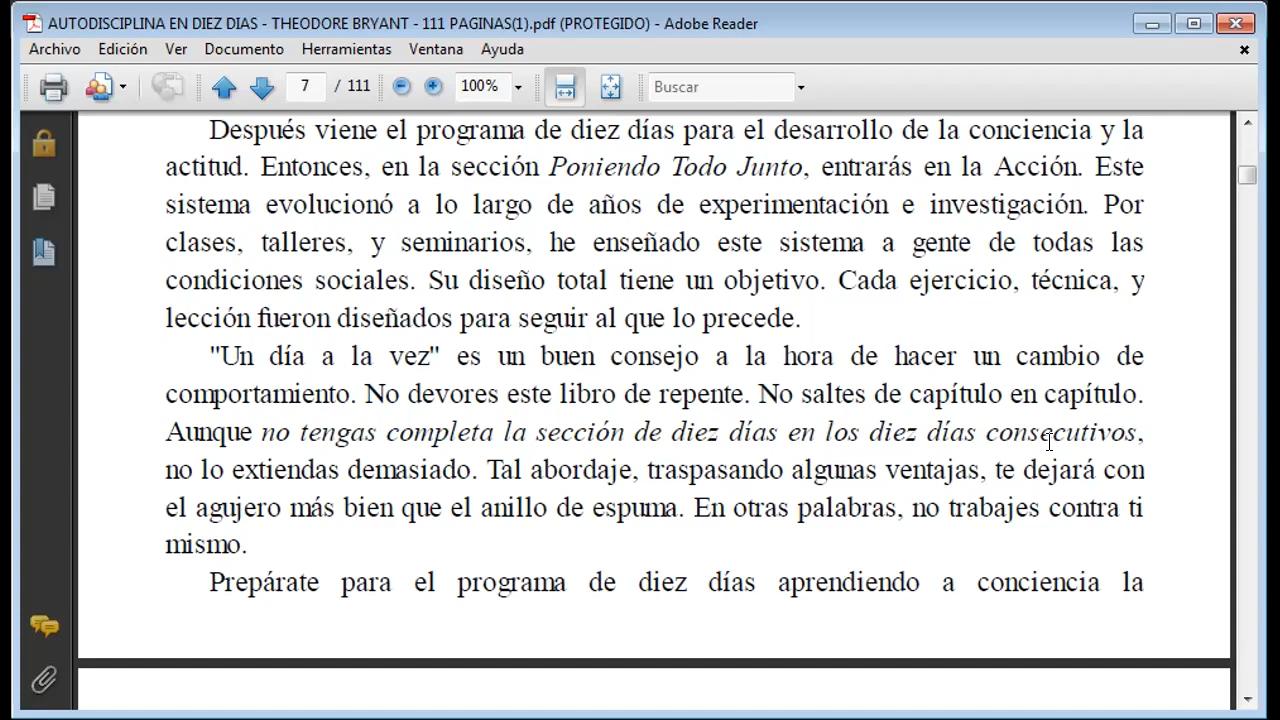 AUTODISCIPLINA EN DIEZ DIAS - THEODORE BRYANT - 111 PAGINAS(1).pdf (PROTEGIDO) - Adobe Reader
Archivo Edición Ver Documento Herramientas Ventana Ayuda
7 / 111 100% Buscar
Después viene el programa de diez días para el desarrollo de la conciencia y la
actitud. Entonces, en la sección Poniendo Todo Junto, entrarás en la Acción. Este
sistema evolucionó a lo largo de años de experimentación e investigación. Por
clases, talleres, y seminarios, he enseñado este sistema a gente de todas las
condiciones sociales. Su diseño total tiene un objetivo. Cada ejercicio, técnica, y
lección fueron diseñados para seguir al que lo precede.
"Un día a la vez" es un buen consejo a la hora de hacer un cambio de
comportamiento. No devores este libro de repente. No saltes de capítulo en capítulo.
Aunque no tengas completa la sección de diez días en los diez días consecutivos,
no lo extiendas demasiado. Tal abordaje, traspasando algunas ventajas, te dejará con
el agujero más bien que el anillo de espuma. En otras palabras, no trabajes contra ti
mismo.
Prepárate para el programa de diez días aprendiendo a conciencia la